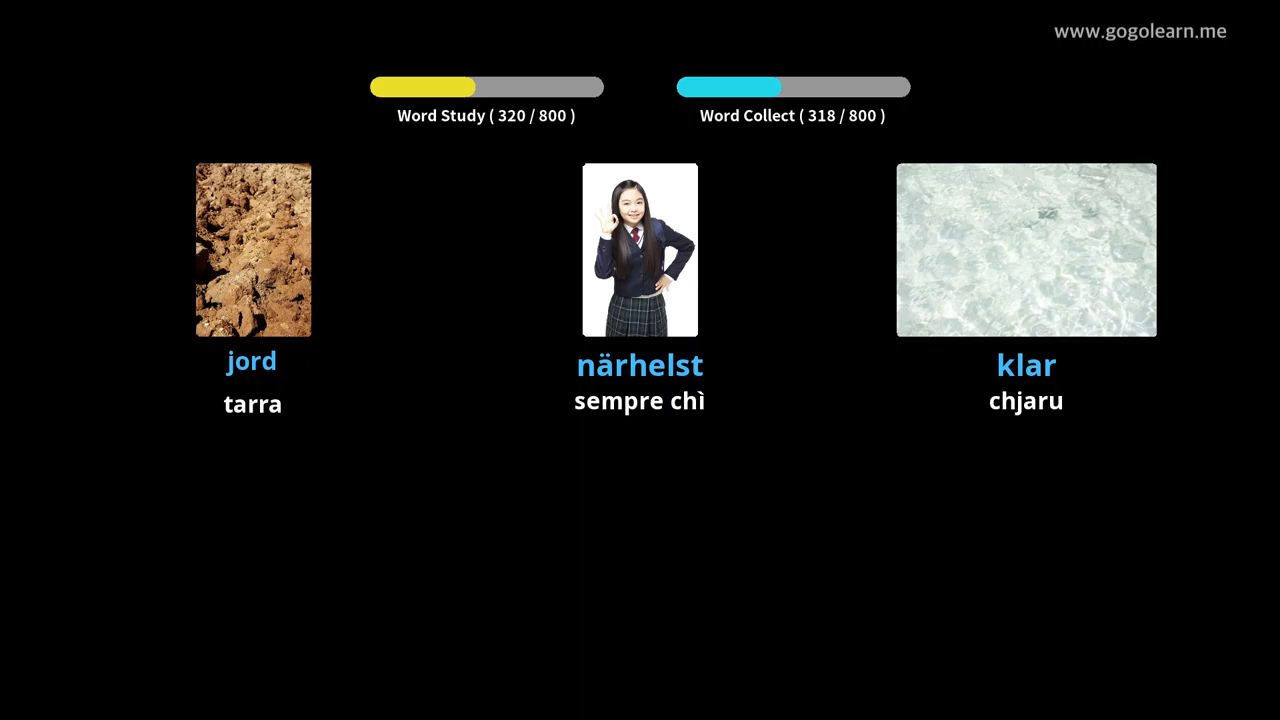 www.gogolearn.me
Word Study ( 320 / 800 )
Word Collect ( 318 / 800 )
jord
tarra
närhelst
sempre chì
klar
chjaru